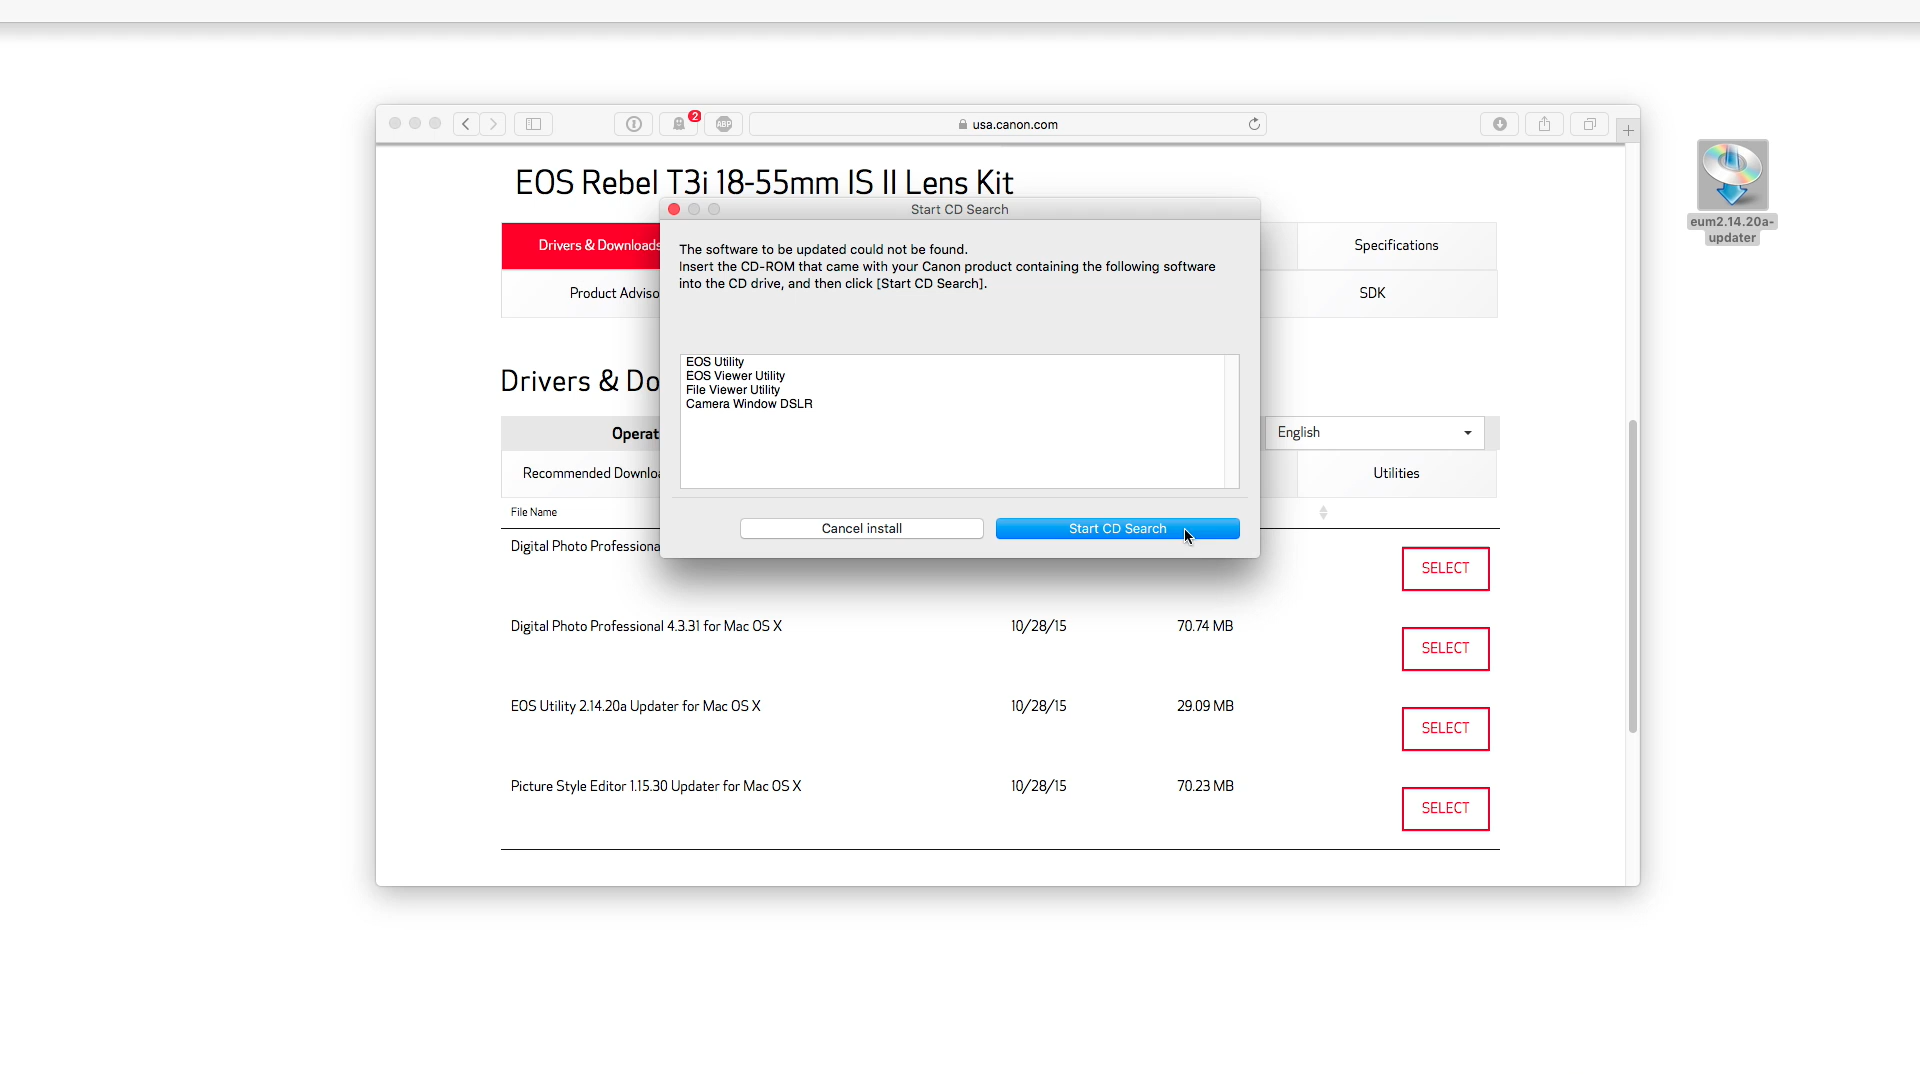 2
ABP
usa.canon.com
EOS Rebel T3i 18-55mm IS II Lens Kit
eum2.14.20a-
updater
Start CD Search
Drivers & Downloads
Specifications
Product Adviso
SDK
The software to be updated could not be found.
Insert the CD-ROM that came with your Canon product containing the following software
into the CD drive, and then click [Start CD Search].
EOS Utility
EOS Viewer Utility
File Viewer Utility
Camera Window DSLR
Drivers & Do
Operat
English
Recommended Downloa
Utilities
File Name
Cancel install
Start CD Search
Digital Photo Professiona
SELECT
Digital Photo Professional 4.3.31 for Mac OS X 10/28/15 70.74 MB
SELECT
EOS Utility 2.14.20a Updater for Mac OS X 10/28/15 29.09 MB
SELECT
Picture Style Editor 1.15.30 Updater for Mac OS X 10/28/15 70.23 MB
SELECT